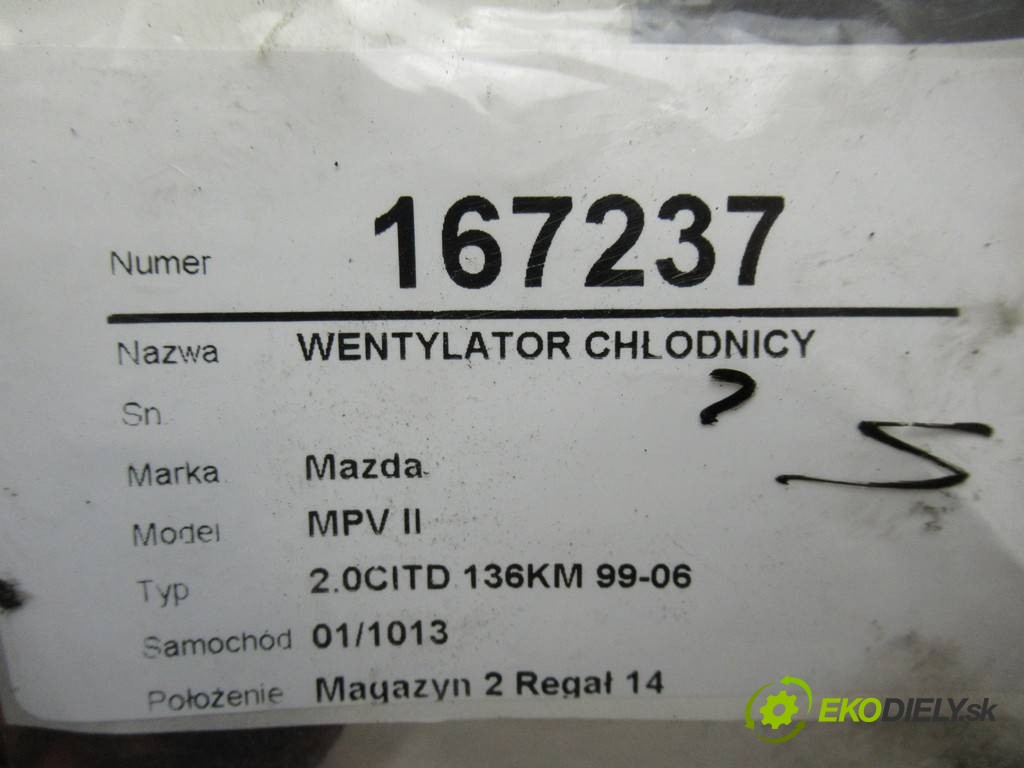 Numer 167237
Nazwa WENTYLATOR CHLODNICY
Sn
Marka Mazda
Model MPV II
Typ 2.0CITD 136KM 99-06
Samochód 01/1013
Położenie Magazyn 2 Regał 14
EKODIELY.sk